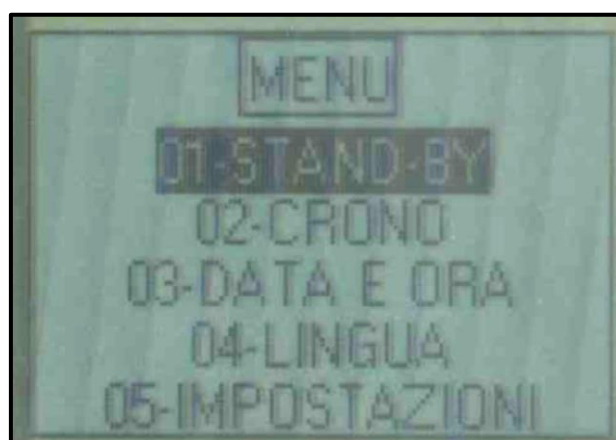 MENU
01-STAND-BY
02-CRONO
03-DATA E ORA
04-LINGUA
05-IMPOSTAZIONI